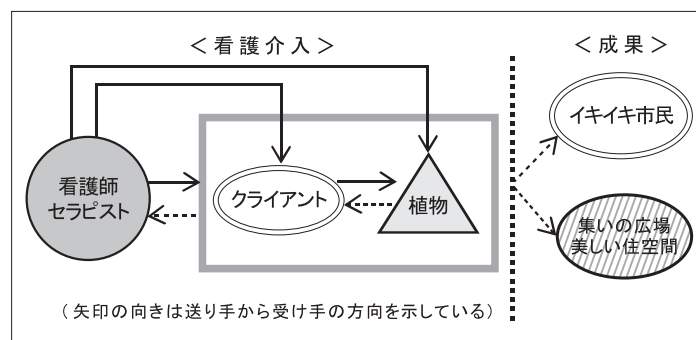 ＜看護介入＞
＜成果＞
看護師
セラピスト
クライアント
植物
イキイキ市民
集いの広場
美しい住空間
（矢印の向きは送り手から受け手の方向を示している）